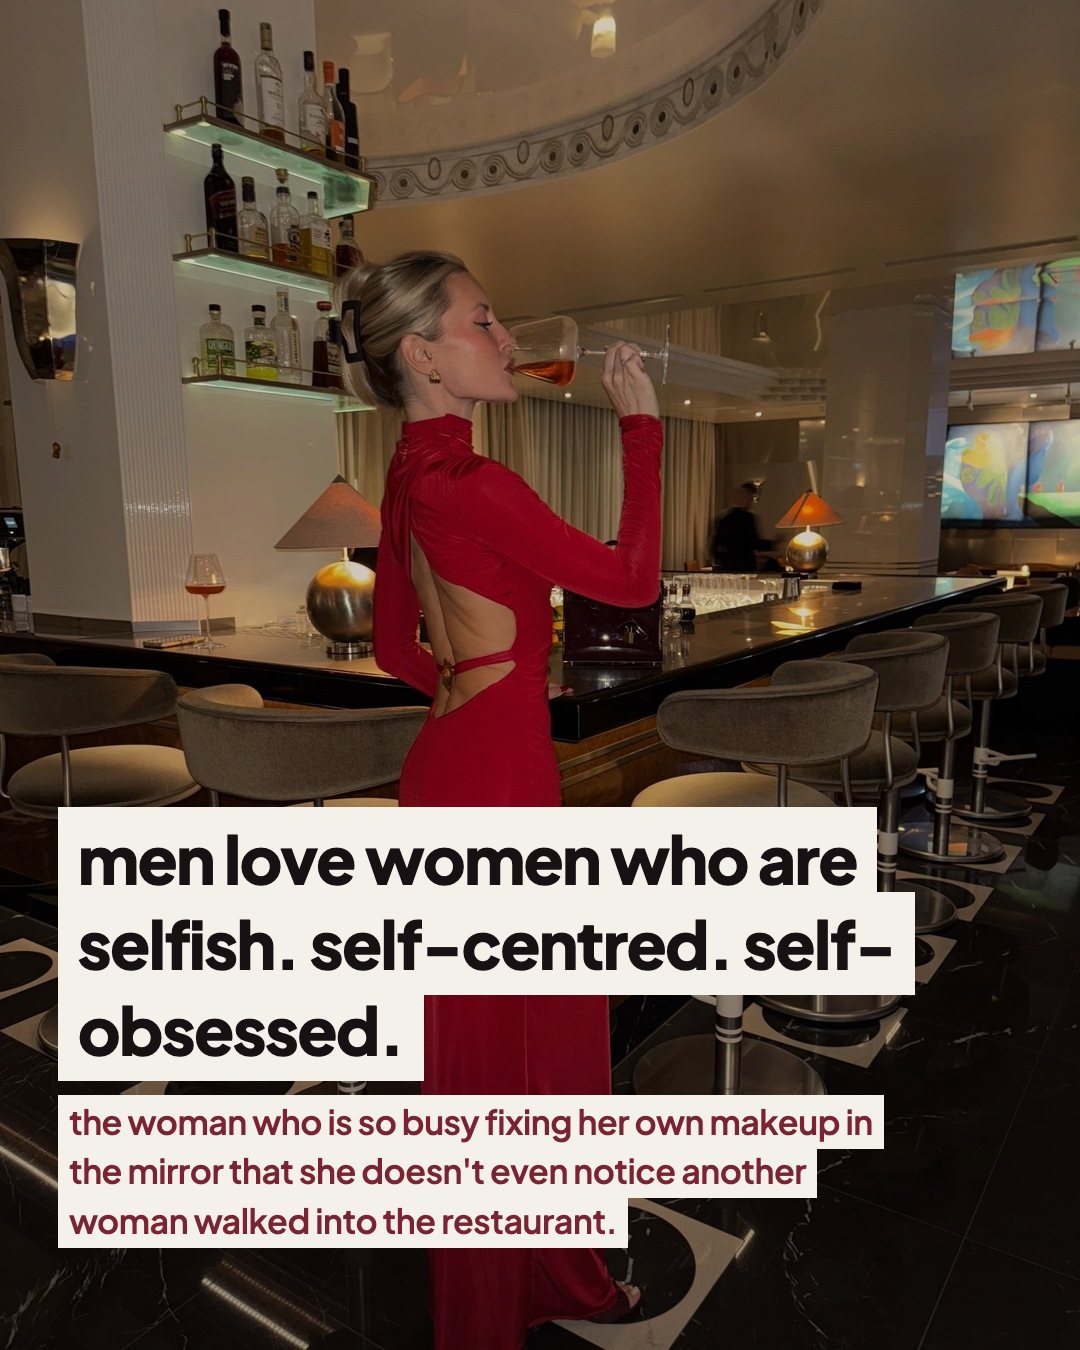 men love women who are
selfish. self-centred. self-
obsessed.
the woman who is so busy fixing her own makeup in
the mirror that she doesn't even notice another
woman walked into the restaurant.